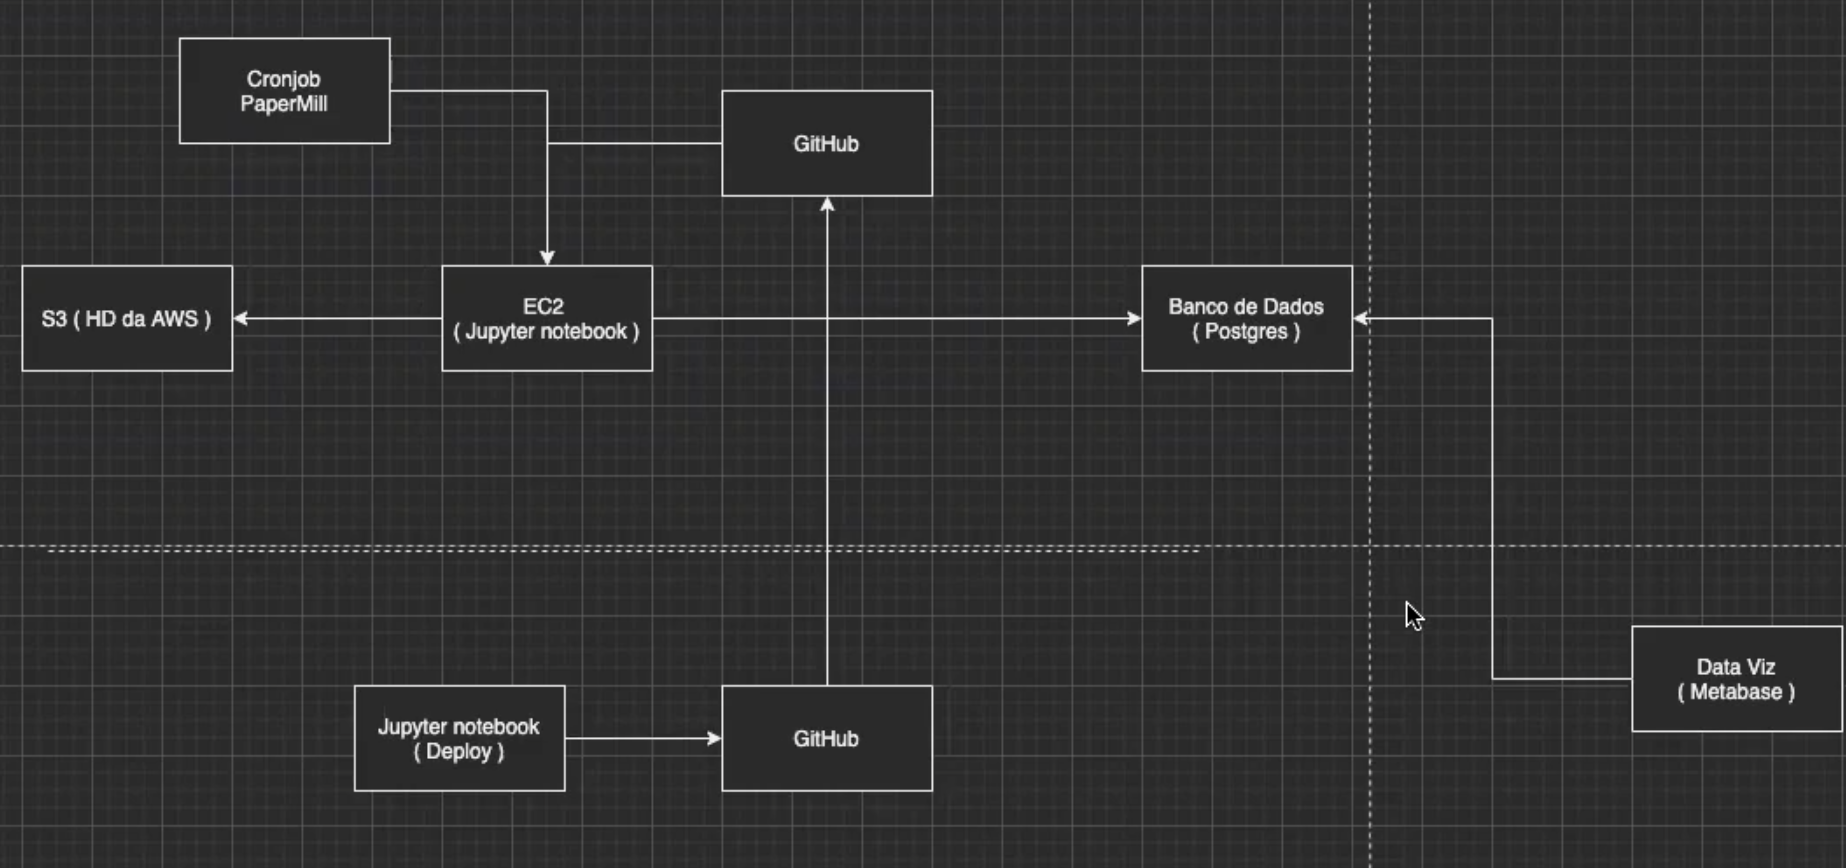 Cronjob
PaperMill
GitHub
S3 ( HD da AWS )
EC2
( Jupyter notebook )
Banco de Dados
( Postgres )
Data Viz
( Metabase )
Jupyter notebook
( Deploy )
GitHub